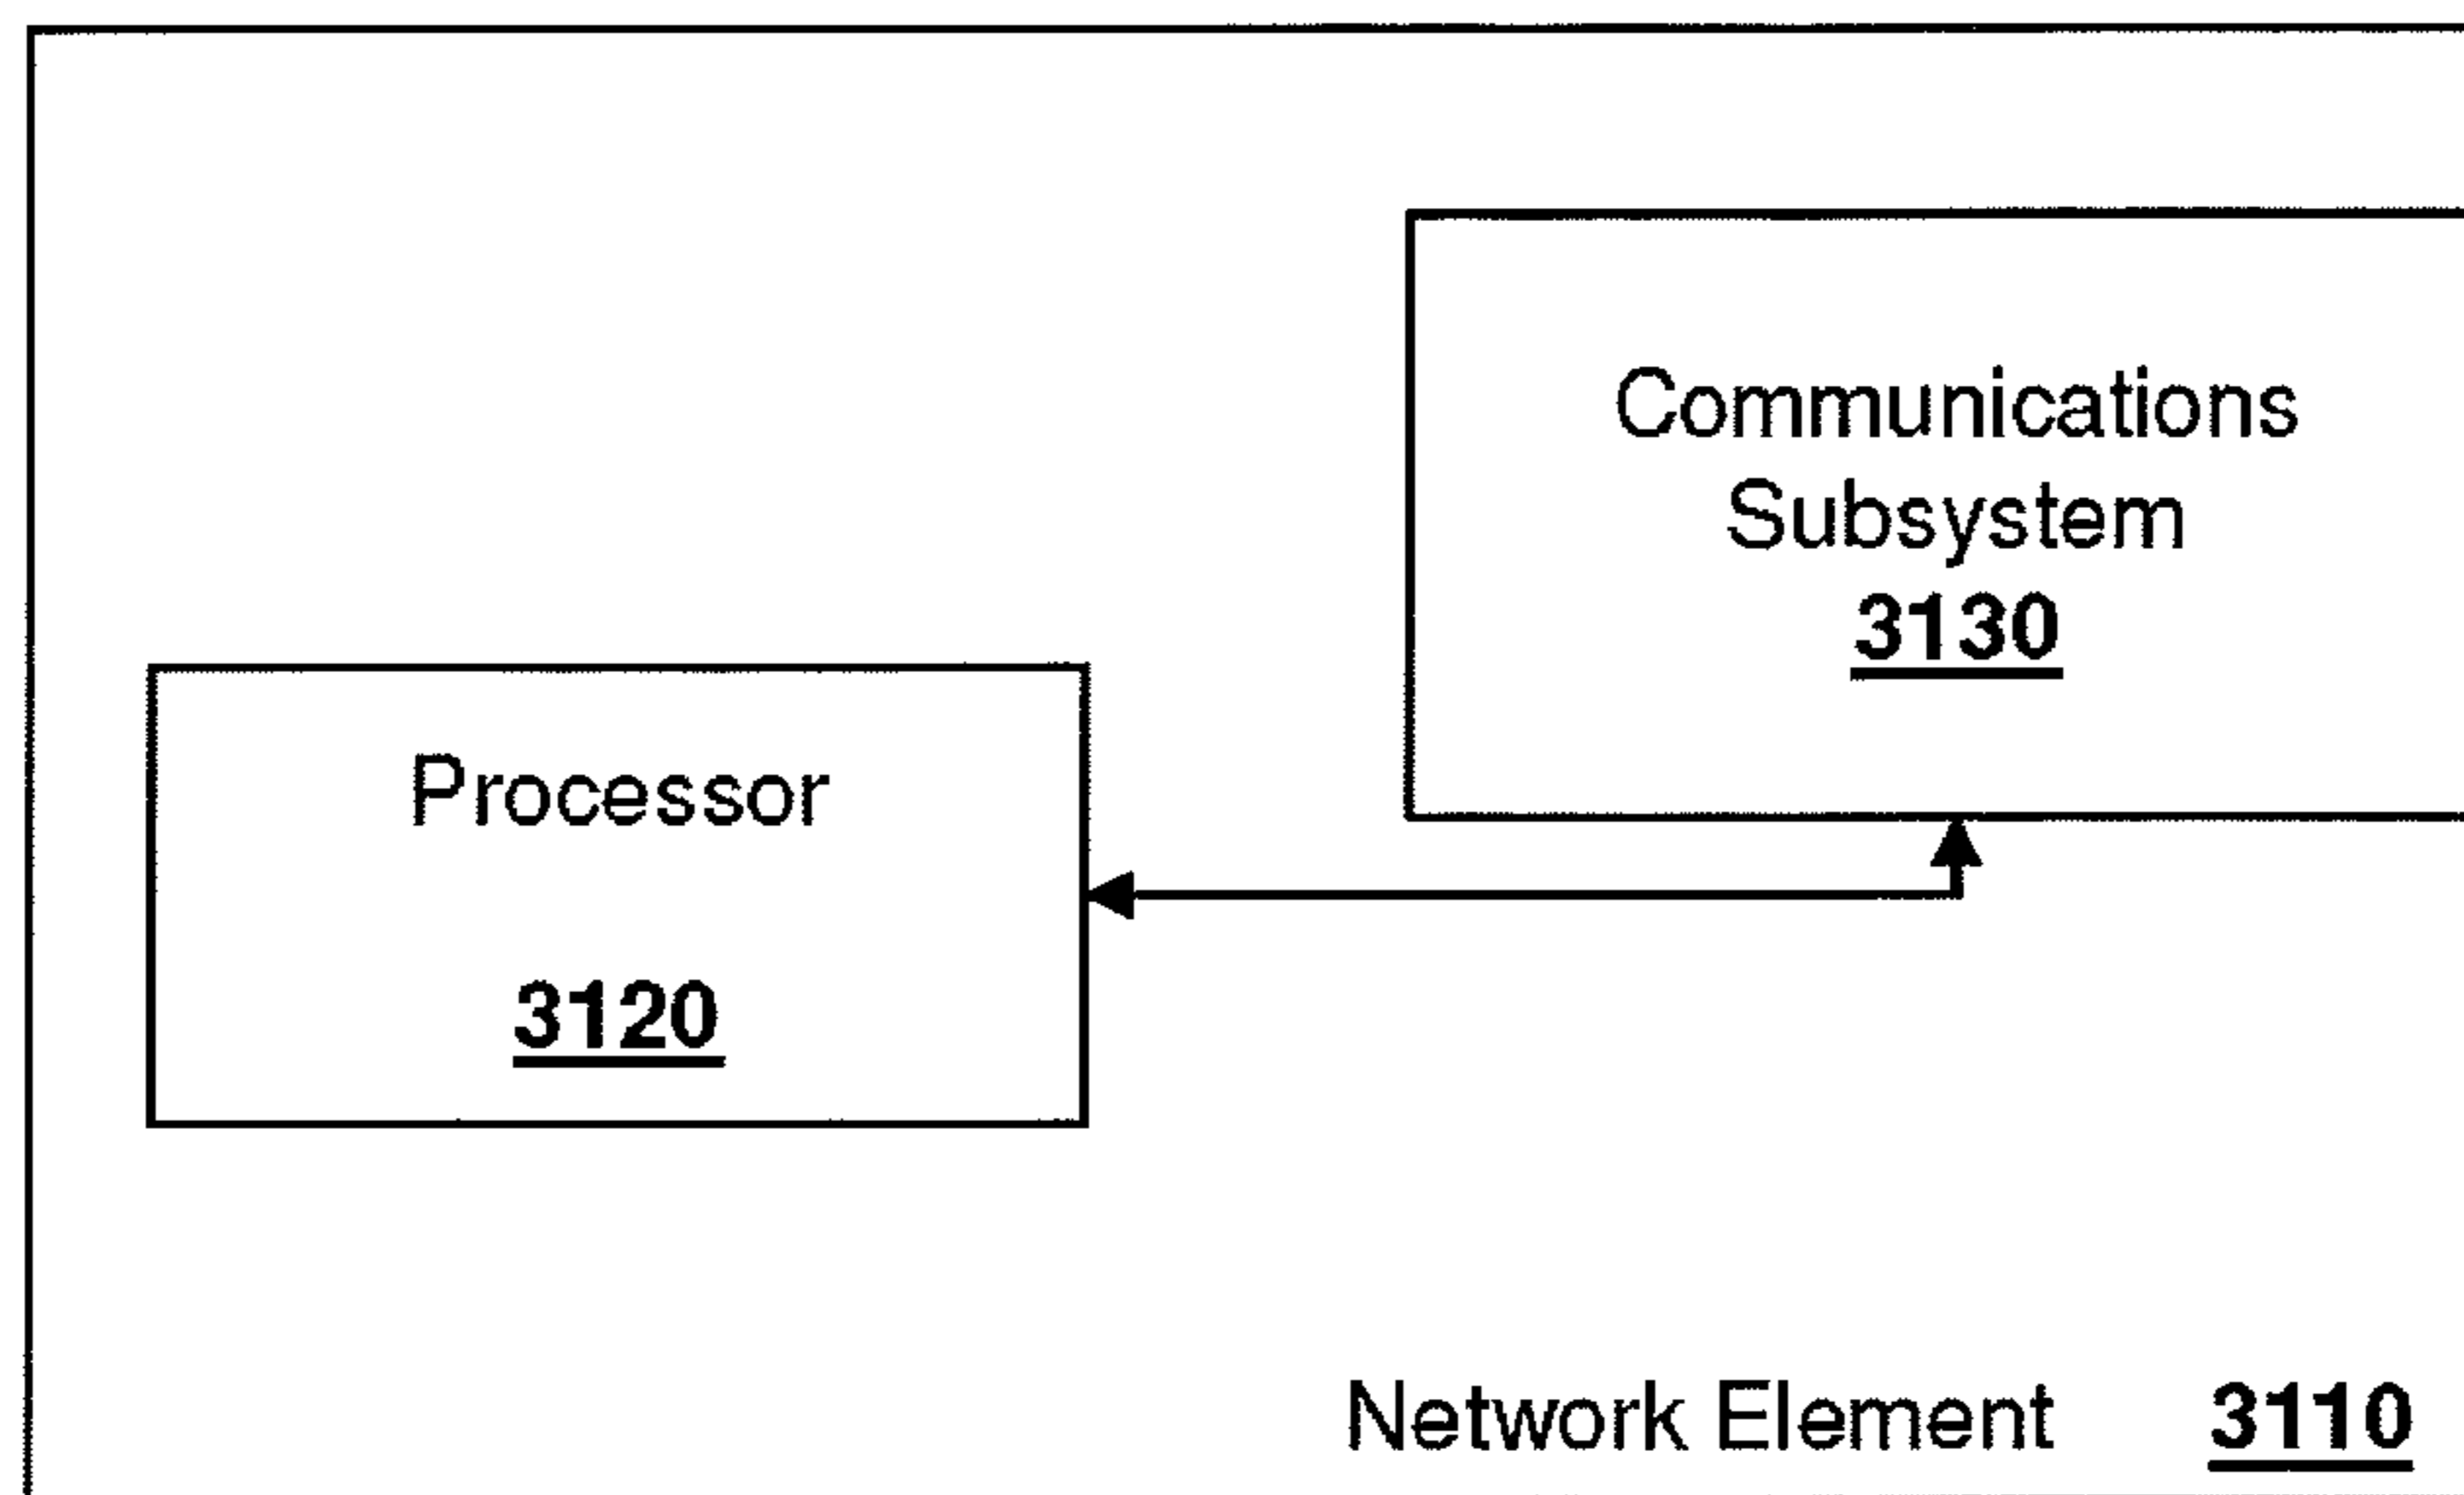 Communications
Subsystem
3130
Processor
3120
Network Element 3110